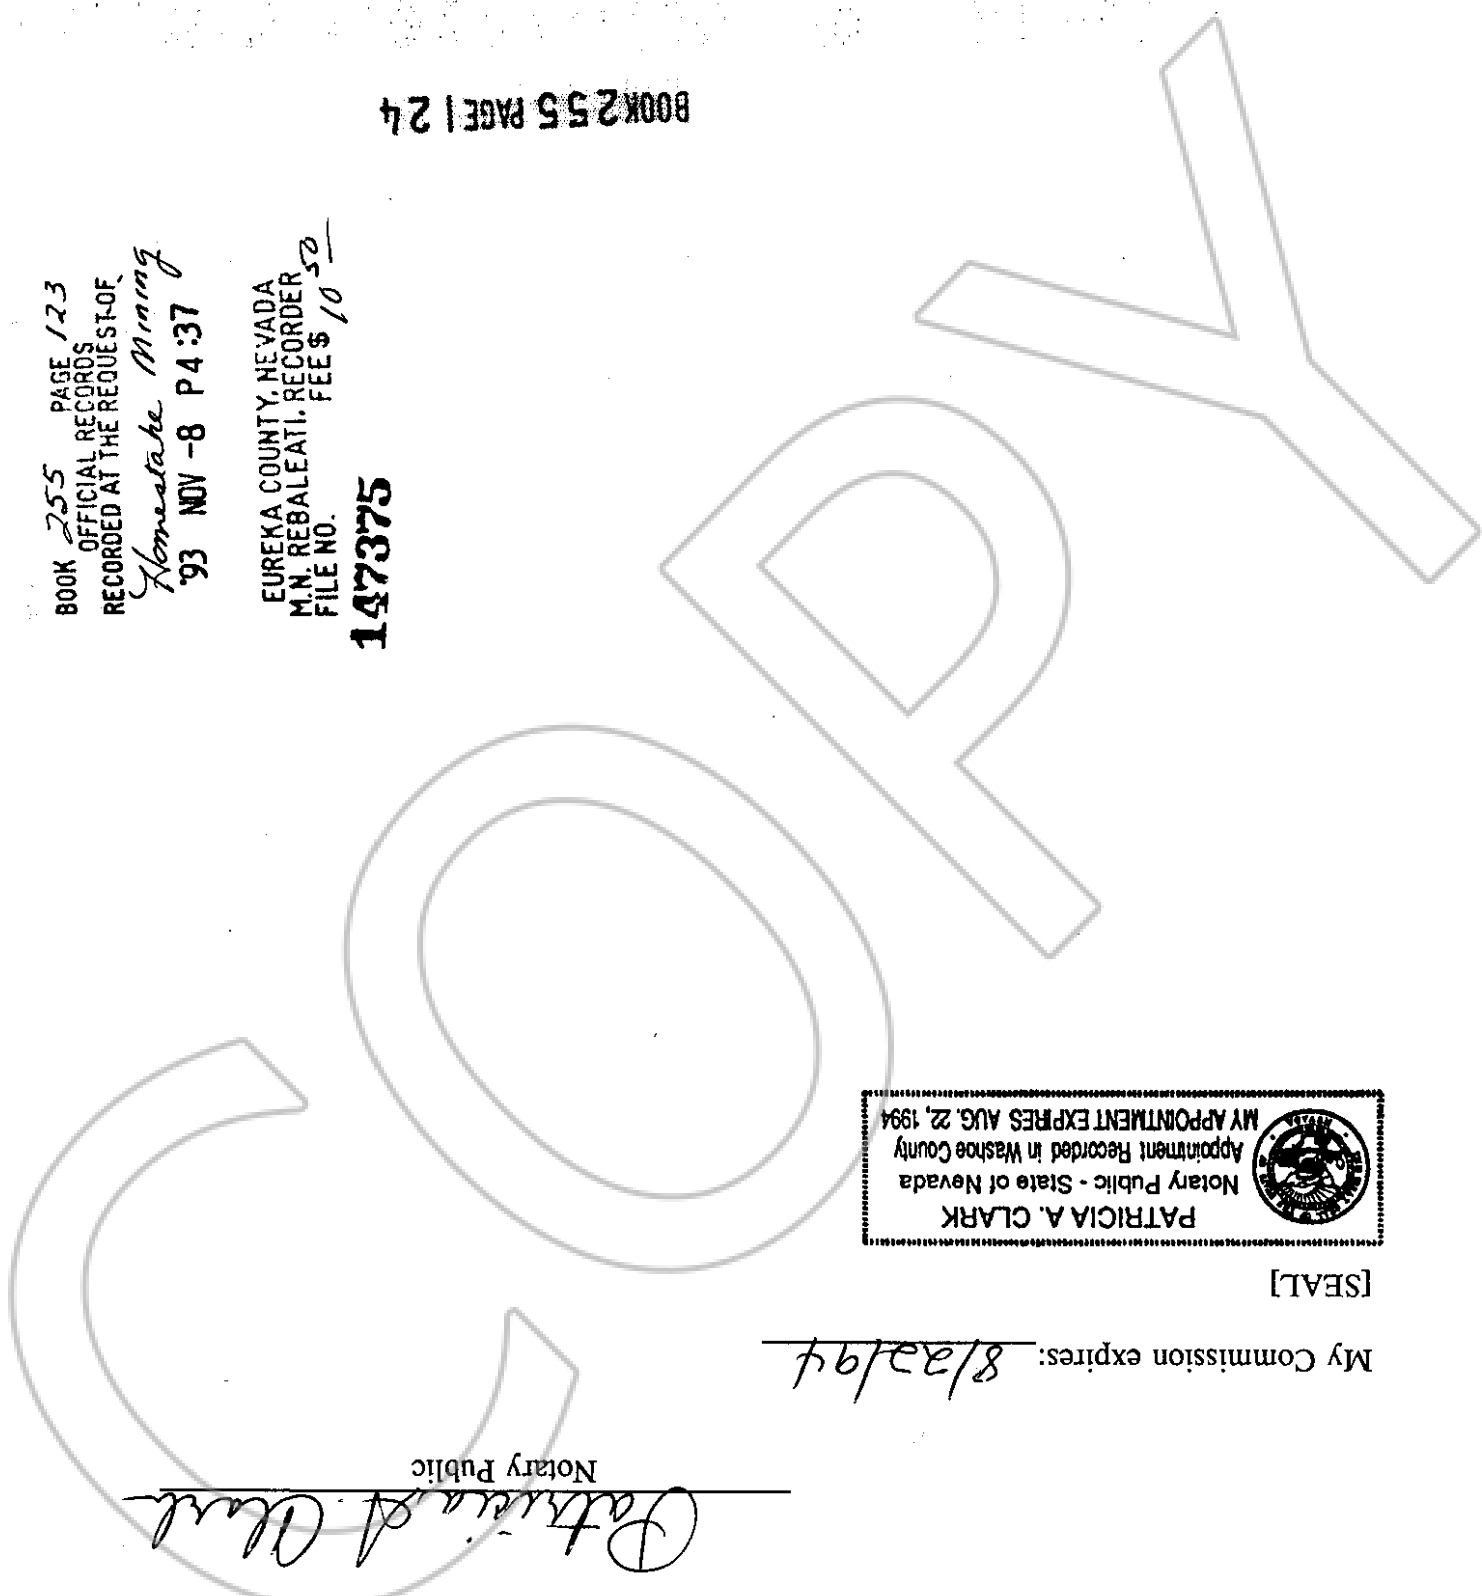 Patricia A Clark
Notary Public
My Commission expires: 8/22/94
[SEAL]
PATRICIA A. CLARK
Notary Public - State of Nevada
Appointment Recorded in Washoe County
MY APPOINTMENT EXPIRES AUG. 22, 1994
BOOK 255 PAGE 123
OFFICIAL RECORDS
RECORDED AT THE REQUEST OF
Homestake Mining
'93 NOV -8 P4:37
EUREKA COUNTY, NEVADA
M.N. REBALEATI, RECORDER
FILE NO. FEE $ 10 50
147375
BOOK 255 PAGE 124
COPY